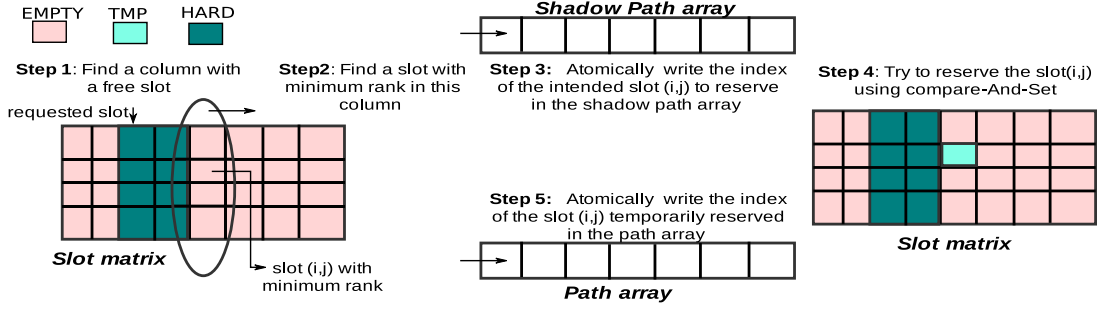 EMPTY TMP HARD
Step 1: Find a column with
a free slot
requested slot
Slot matrix
Step2: Find a slot with
minimum rank in this
column
slot (i,j) with
minimum rank
Shadow Path array
Step 3: Atomically write the index
of the intended slot (i,j) to reserve
in the shadow path array
Step 4: Try to reserve the slot(i,j)
using compare-And-Set
Slot matrix
Step 5: Atomically write the index
of the slot (i,j) temporarily reserved
in the path array
Path array